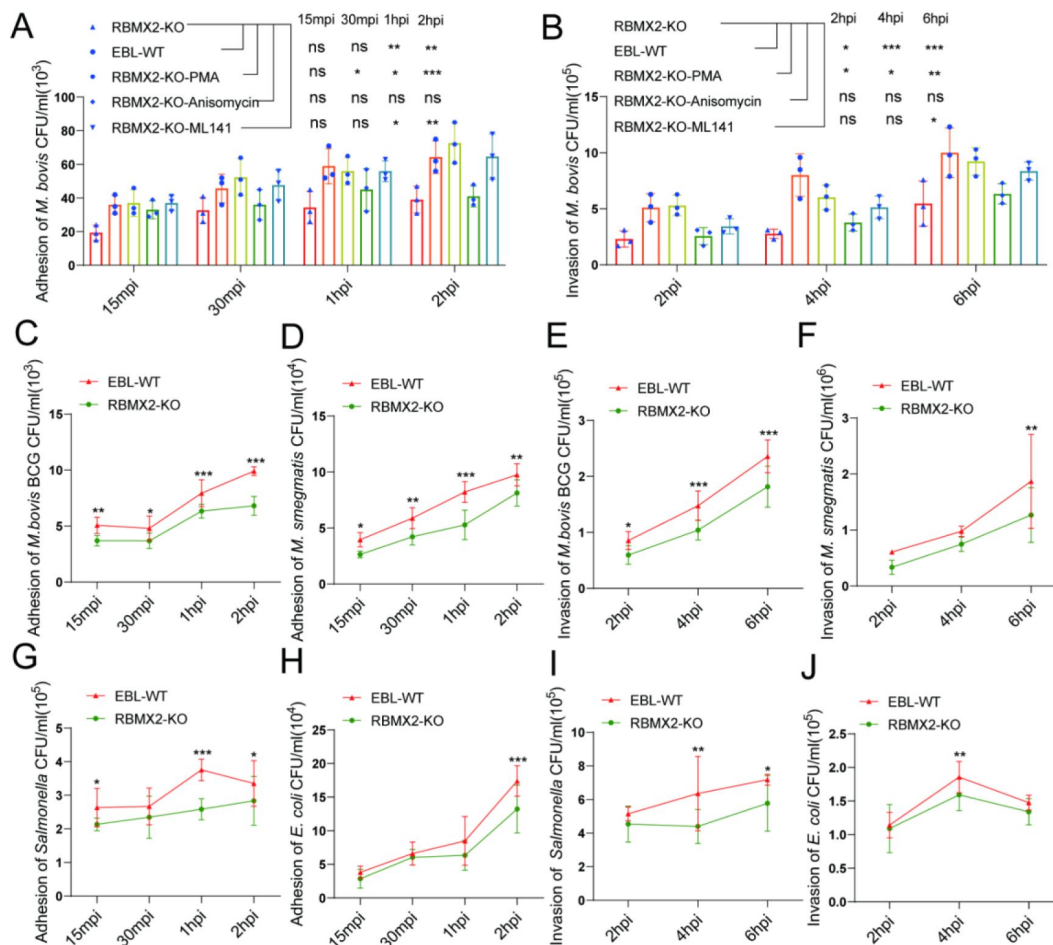 A
RBMX2-KO
EBL-WT
RBMX2-KO-PMA
RBMX2-KO-Anisomycin
RBMX2-KO-ML141
15mpi 30mpi 1hpi 2hpi
ns ns ** **
ns * * ***
ns ns ns ns
ns ns * **
Adhesion of M. bovis CFU/ml(10³)
100
80
60
40
20
0
15mpi
30mpi
1hpi
2hpi
B
RBMX2-KO
EBL-WT
RBMX2-KO-PMA
RBMX2-KO-Anisomycin
RBMX2-KO-ML141
2hpi 4hpi 6hpi
* *** ***
* * **
ns ns ns
ns ns *
Invasion of M. bovis CFU/ml(10⁵)
15
10
5
0
2hpi
4hpi
6hpi
C
EBL-WT
RBMX2-KO
Adhesion of M.bovis BCG CFU/ml(10³)
15
10
5
0
** * *** ***
15mpi
30mpi
1hpi
2hpi
D
EBL-WT
RBMX2-KO
Adhesion of M. smegmatis CFU/ml(10⁴)
15
10
5
0
* ** *** **
15mpi
30mpi
1hpi
2hpi
E
EBL-WT
RBMX2-KO
Invasion of M.bovis BCG CFU/ml(10⁵)
3
2
1
0
* *** ***
2hpi
4hpi
6hpi
F
EBL-WT
RBMX2-KO
Invasion of M. smegmatis CFU/ml(10⁶)
3
2
1
0
**
2hpi
4hpi
6hpi
G
EBL-WT
RBMX2-KO
Adhesion of Salmonella CFU/ml(10⁵)
5
4
3
2
1
0
* *** *
15mpi
30mpi
1hpi
2hpi
H
EBL-WT
RBMX2-KO
Adhesion of E. coli CFU/ml(10⁴)
25
20
15
10
5
0
***
15mpi
30mpi
1hpi
2hpi
I
EBL-WT
RBMX2-KO
Invasion of Salmonella CFU/ml(10⁵)
10
8
6
4
2
0
** *
2hpi
4hpi
6hpi
J
EBL-WT
RBMX2-KO
Invasion of E. coli CFU/ml(10⁵)
2.5
2.0
1.5
1.0
0.5
0.0
**
2hpi
4hpi
6hpi